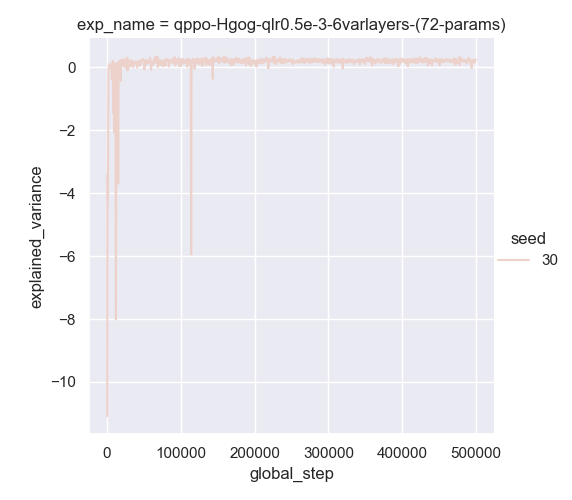 exp_name = qppo-Hgog-qlr0.5e-3-6varlayers-(72-params)
0
−2
−4
−6
−8
−10
explained_variance
0 100000 200000 300000 400000 500000
global_step
seed
30